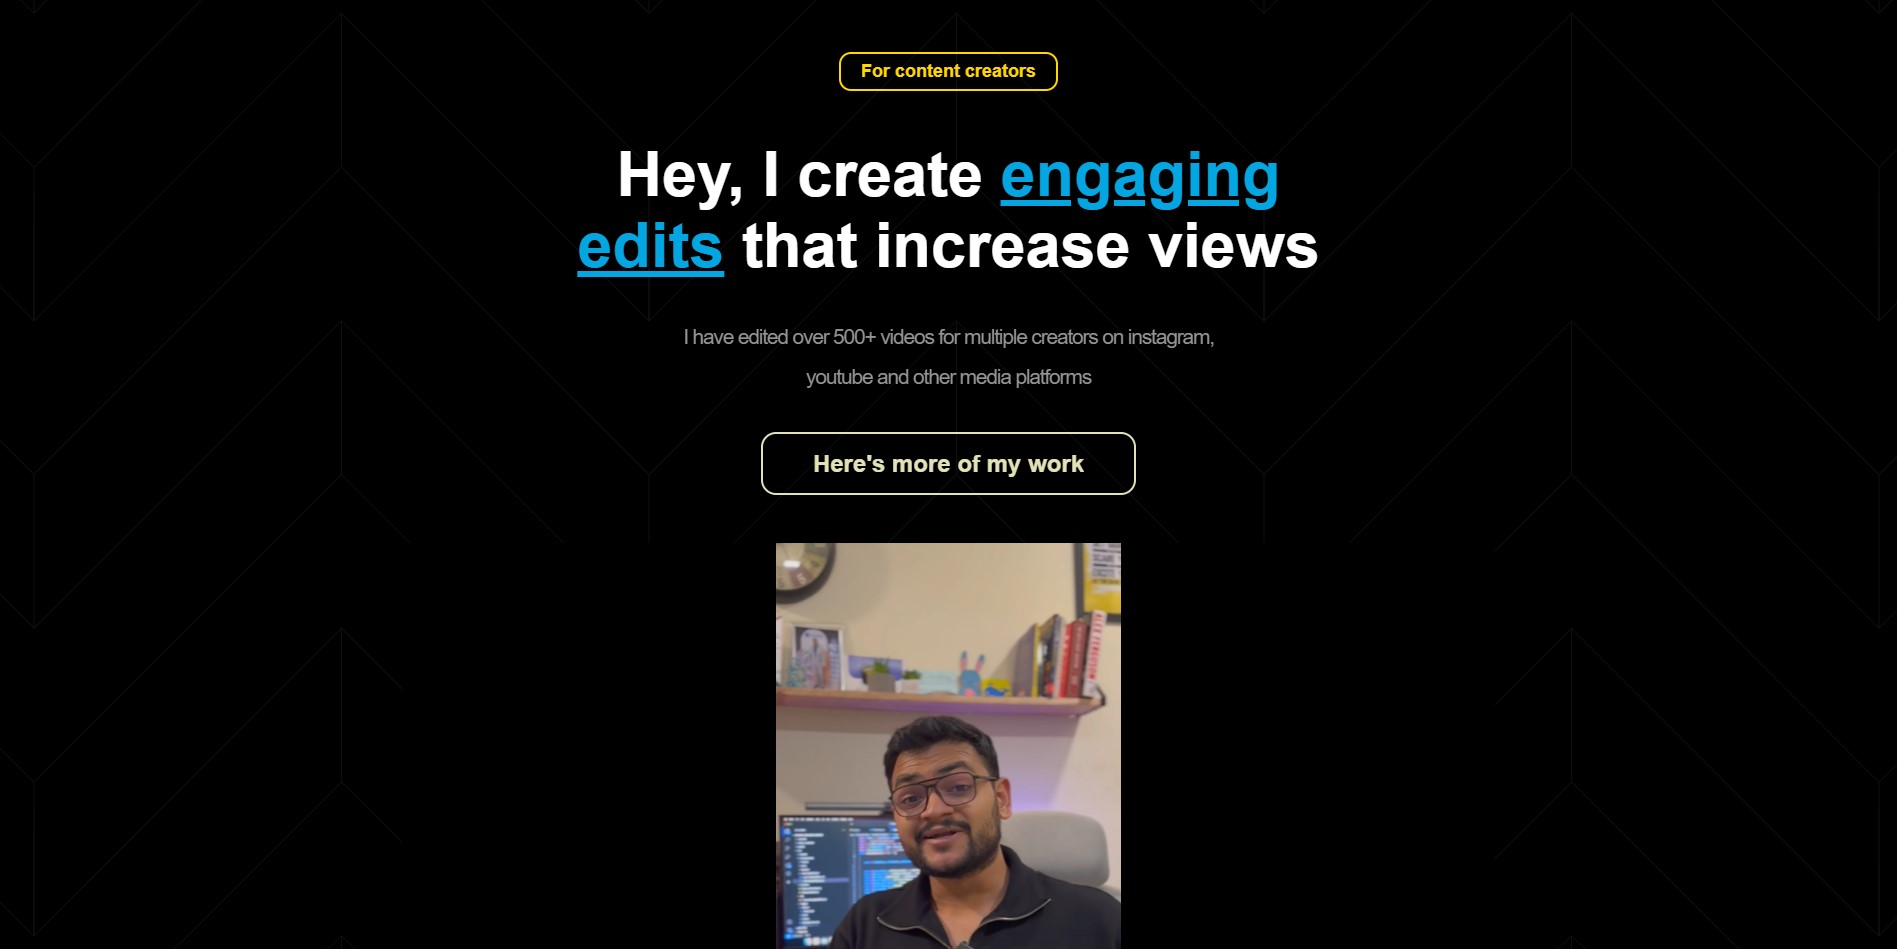 For content creators
Hey, I create engaging
edits that increase views
I have edited over 500+ videos for multiple creators on instagram,
youtube and other media platforms
Here's more of my work